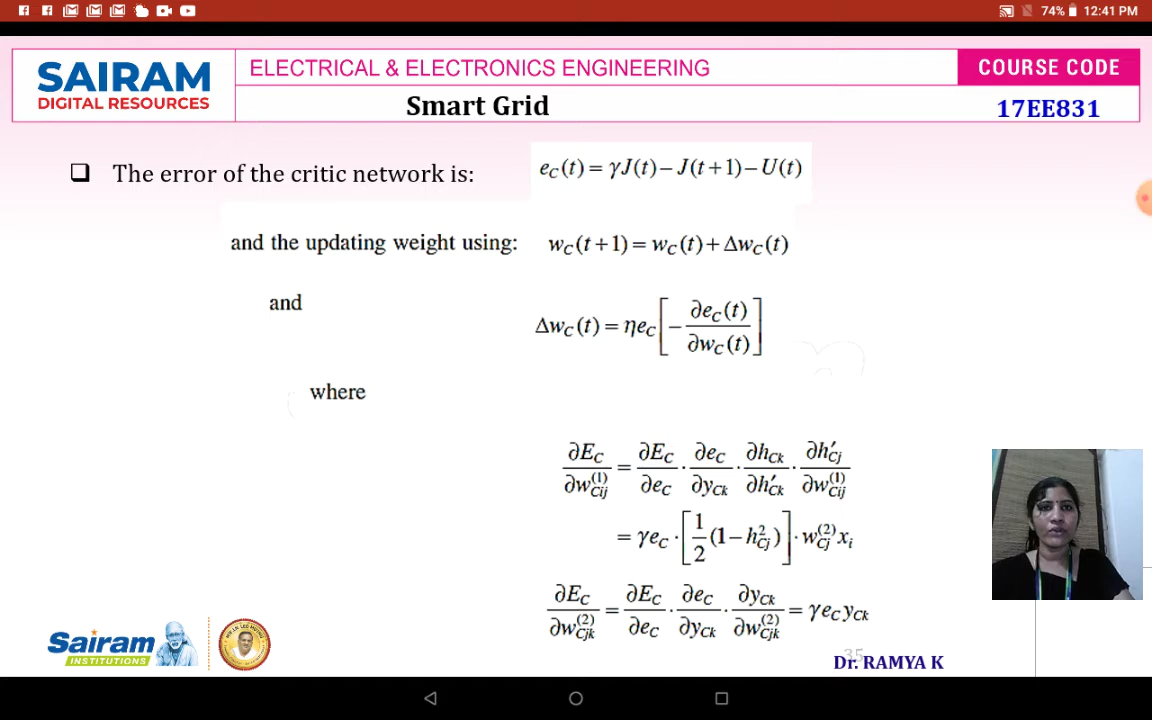 74% 12:41 PM
SAIRAM
DIGITAL RESOURCES
ELECTRICAL & ELECTRONICS ENGINEERING
COURSE CODE
Smart Grid
17EE831
❑ The error of the critic network is: e_C(t) = γJ(t) − J(t+1) − U(t)
and the updating weight using: w_C(t+1) = w_C(t) + Δw_C(t)
and Δw_C(t) = ηe_C[−∂e_C(t)/∂w_C(t)]
where
∂E_C/∂w_Cij^(1) = ∂E_C/∂e_C · ∂e_C/∂y_Ck · ∂h_Ck/∂h′_Ck · ∂h′_Cj/∂w_Cij^(1)
= γe_C · [1/2(1 − h_Cj^2)] · w_Cj^(2) x_i
∂E_C/∂w_Cjk^(2) = ∂E_C/∂e_C · ∂e_C/∂y_Ck · ∂y_Ck/∂w_Cjk^(2) = γe_C y_Ck
Sairam
INSTITUTIONS
35
Dr. RAMYA K